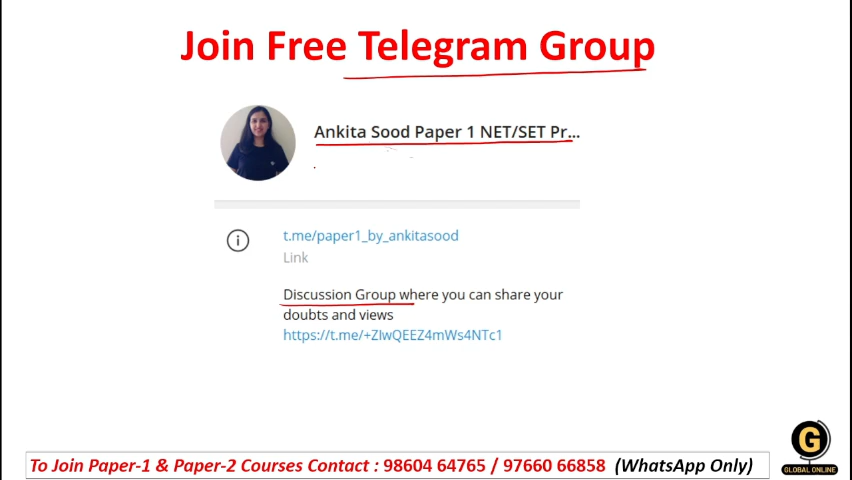 Join Free Telegram Group
Ankita Sood Paper 1 NET/SET Pr...
t.me/paper1_by_ankitasood
Link
Discussion Group where you can share your
doubts and views
https://t.me/+ZIwQEEZ4mWs4NTc1
G
GLOBAL ONLINE
To Join Paper-1 & Paper-2 Courses Contact : 98604 64765 / 97660 66858 (WhatsApp Only)